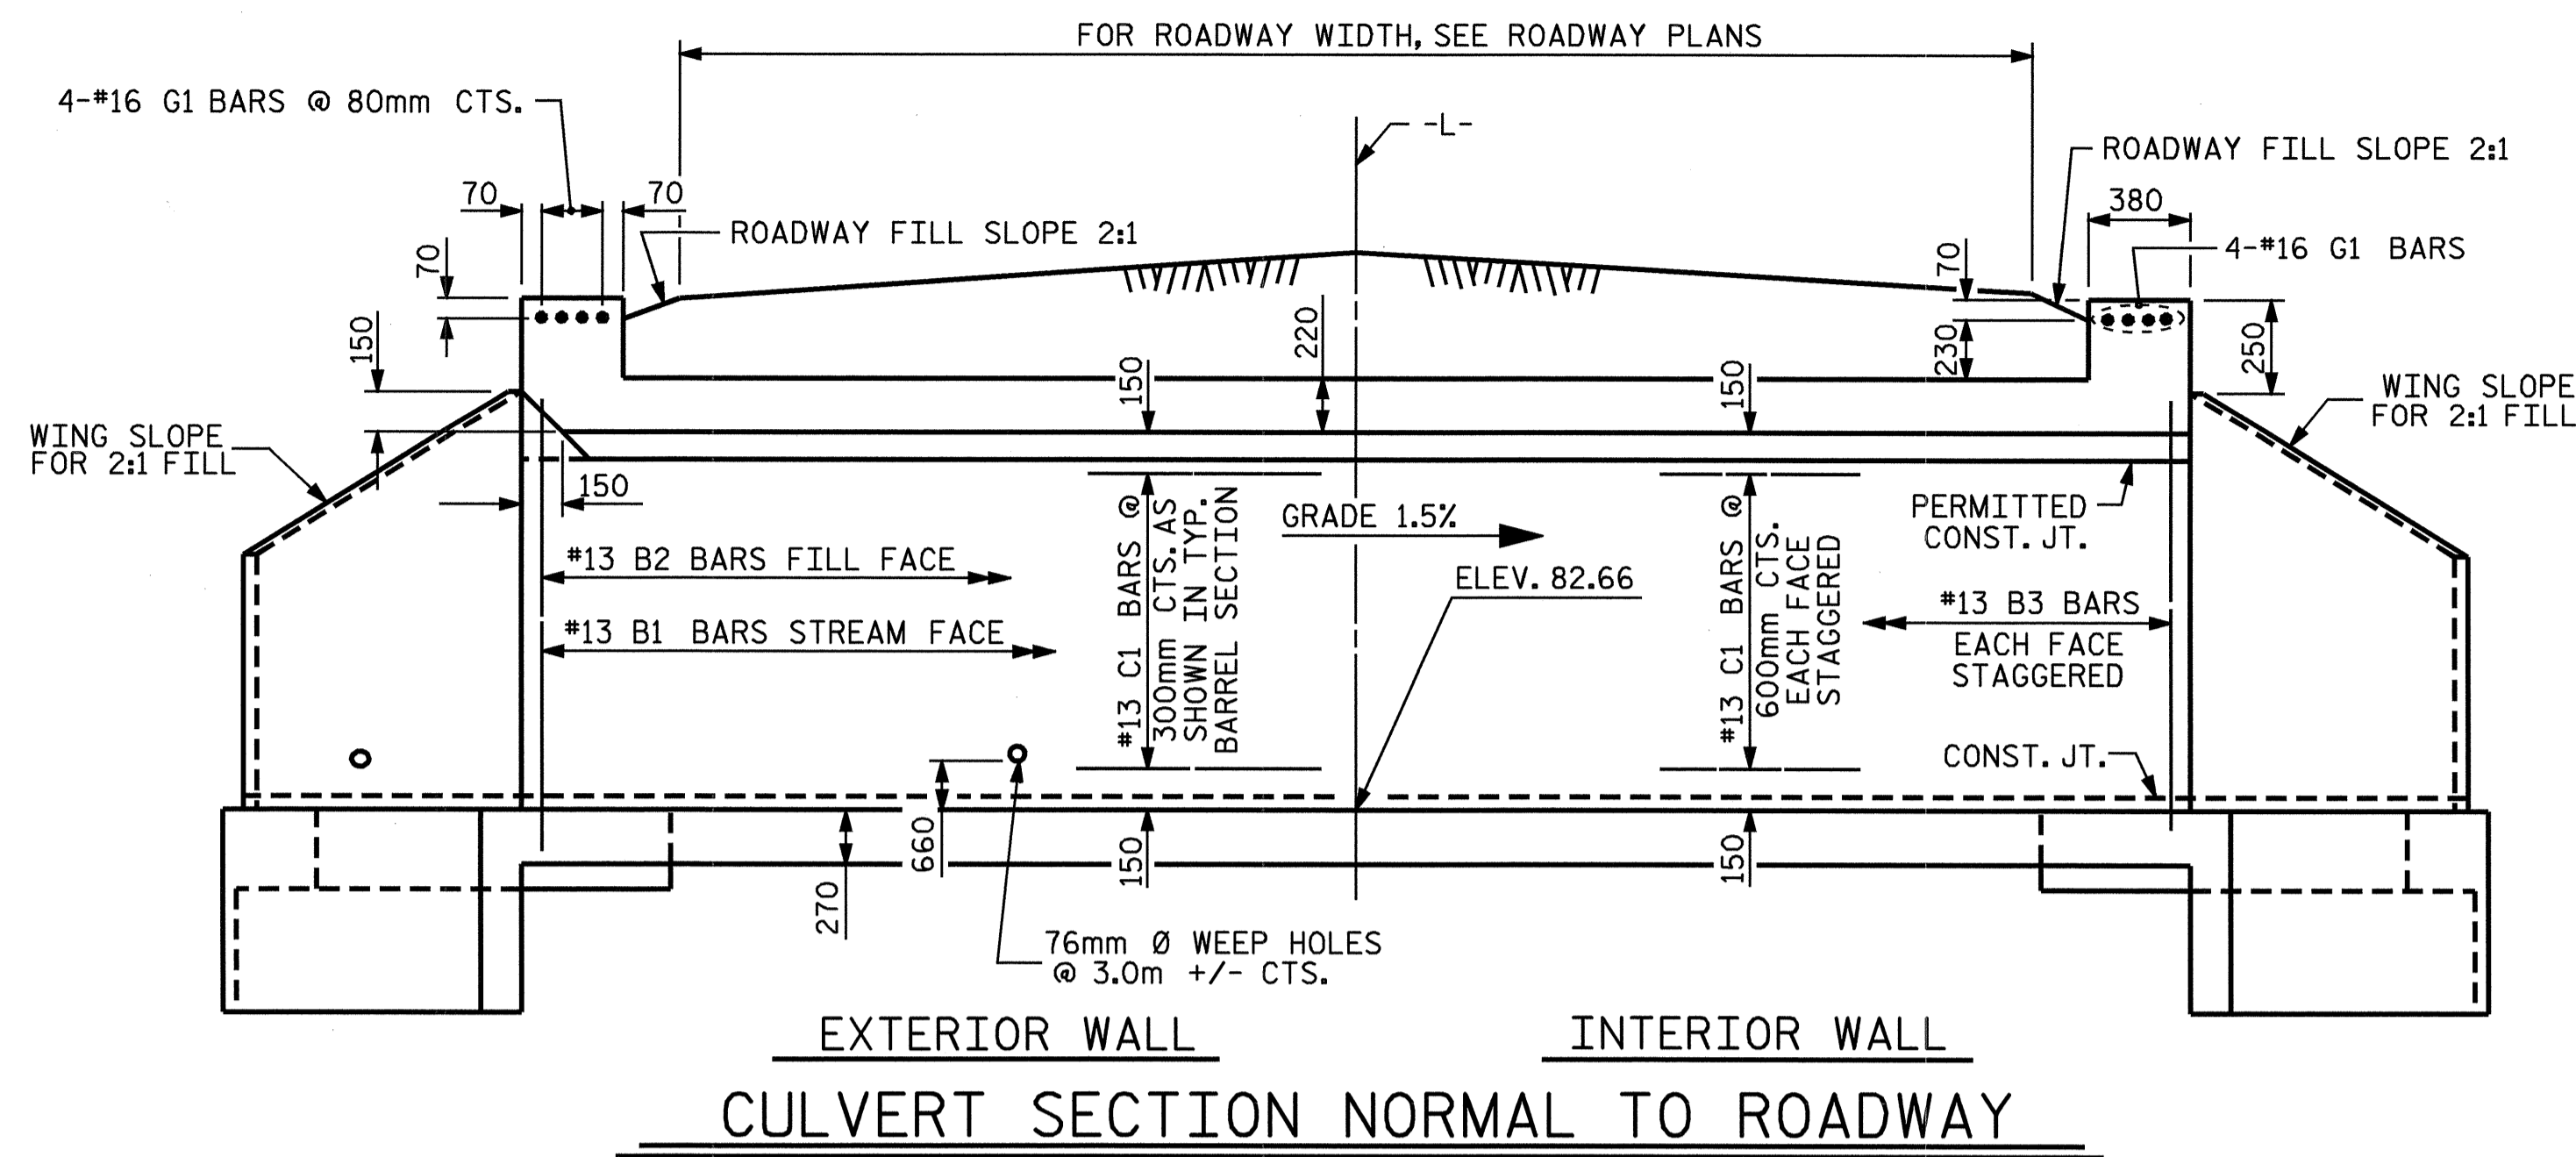 FOR ROADWAY WIDTH, SEE ROADWAY PLANS
4-#16 G1 BARS @ 80mm CTS.
-L-
ROADWAY FILL SLOPE 2:1
70
70
380
ROADWAY FILL SLOPE 2:1
4-#16 G1 BARS
70
70
150
220
150
150
230
250
WING SLOPE
FOR 2:1 FILL
WING SLOPE
FOR 2:1 FILL
150
GRADE 1.5%
PERMITTED
CONST. JT.
#13 B2 BARS FILL FACE
#13 B1 BARS STREAM FACE
#13 C1 BARS @
300mm CTS. AS
SHOWN IN TYP.
BARREL SECTION
ELEV. 82.66
#13 C1 BARS @
600mm CTS.
EACH FACE
STAGGERED
#13 B3 BARS
EACH FACE
STAGGERED
CONST. JT.
270
660
150
150
76mm Ø WEEP HOLES
@ 3.0m +/- CTS.
EXTERIOR WALL
INTERIOR WALL
CULVERT SECTION NORMAL TO ROADWAY